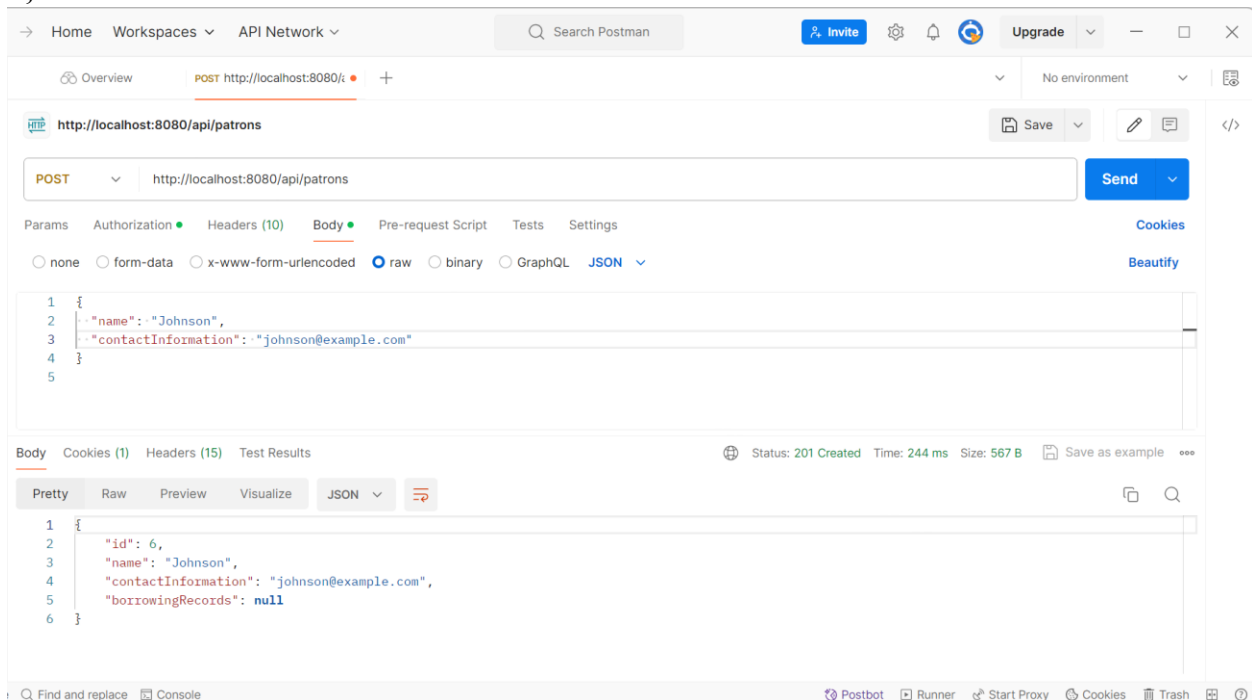 Home Workspaces API Network Search Postman Invite Upgrade
Overview POST http://localhost:8080/a No environment
HTTP http://localhost:8080/api/patrons Save </>
POST http://localhost:8080/api/patrons Send
Params Authorization Headers (10) Body Pre-request Script Tests Settings Cookies
none form-data x-www-form-urlencoded raw binary GraphQL JSON Beautify
1 {
2 "name": "Johnson",
3 "contactInformation": "johnson@example.com"
4 }
5
Body Cookies (1) Headers (15) Test Results Status: 201 Created Time: 244 ms Size: 567 B Save as example
Pretty Raw Preview Visualize JSON
1 {
2 "id": 6,
3 "name": "Johnson",
4 "contactInformation": "johnson@example.com",
5 "borrowingRecords": null
6 }
Find and replace Console Postbot Runner Start Proxy Cookies Trash